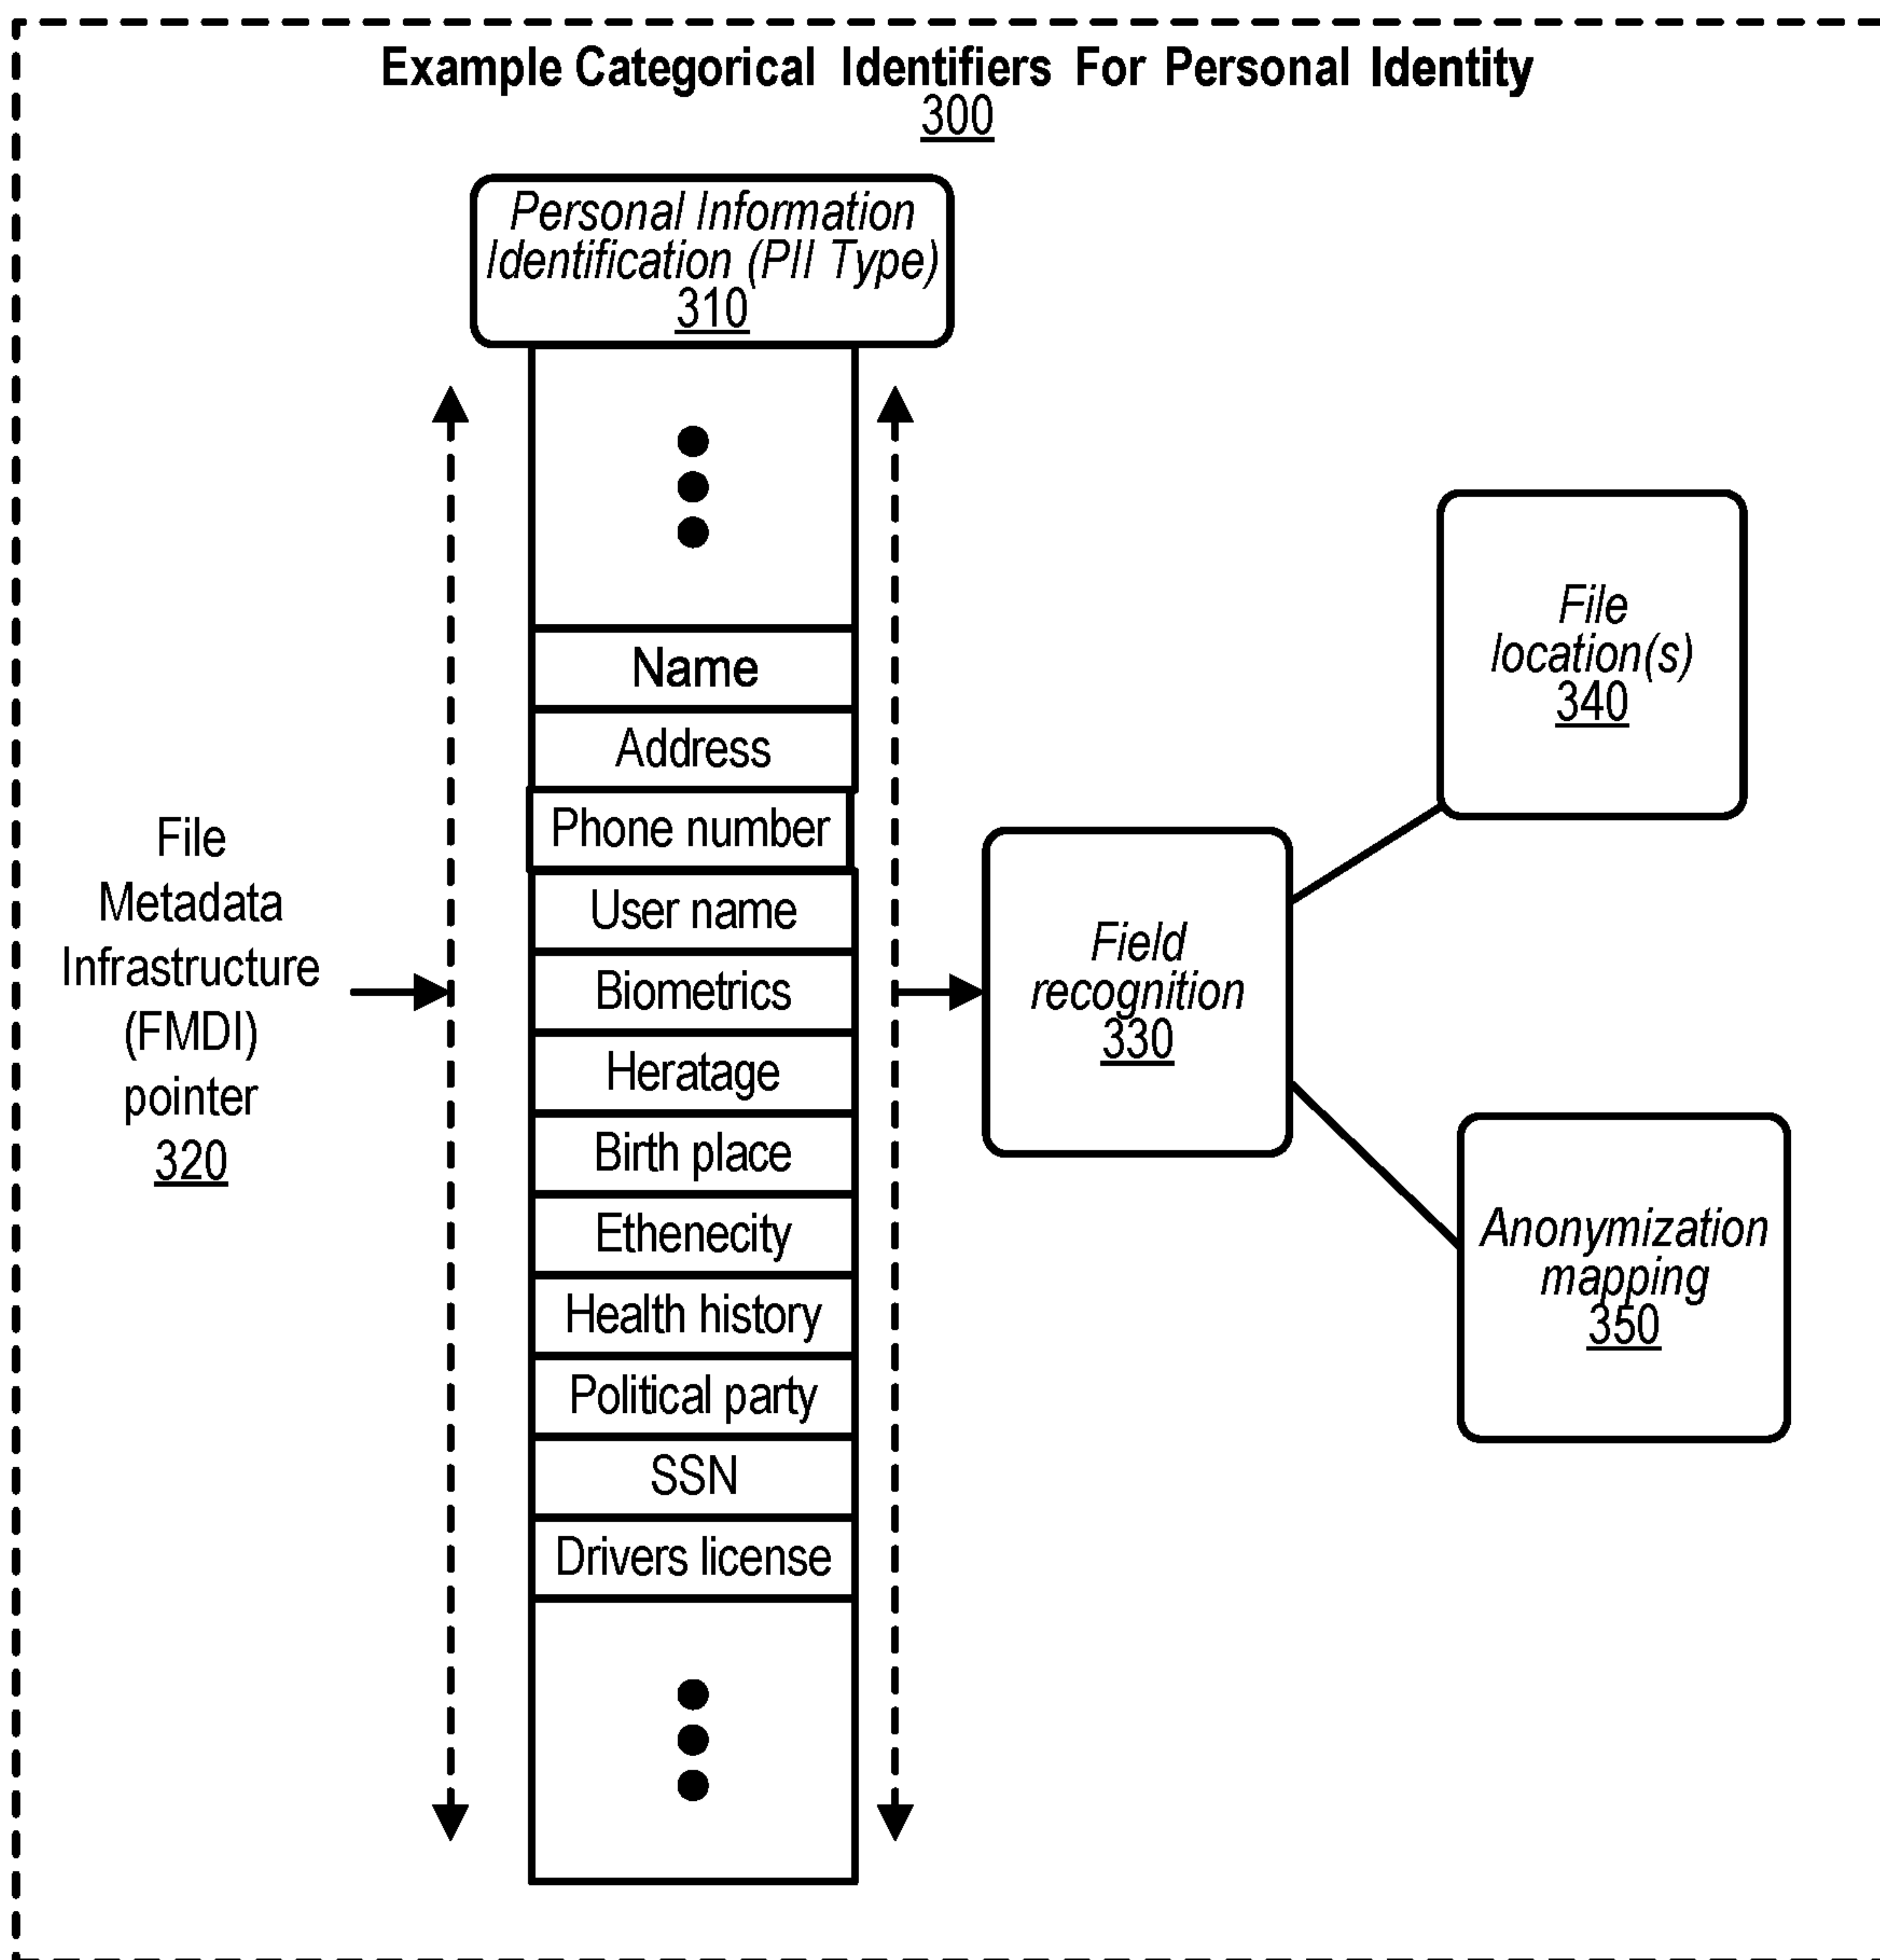 Example Categorical Identifiers For Personal Identity
300
Personal Information
Identification (PII Type)
310
Name
Address
Phone number
User name
Biometrics
Heratage
Birth place
Ethenecity
Health history
Political party
SSN
Drivers license
File
Metadata
Infrastructure
(FMDI)
pointer
320
Field
recognition
330
File
location(s)
340
Anonymization
mapping
350